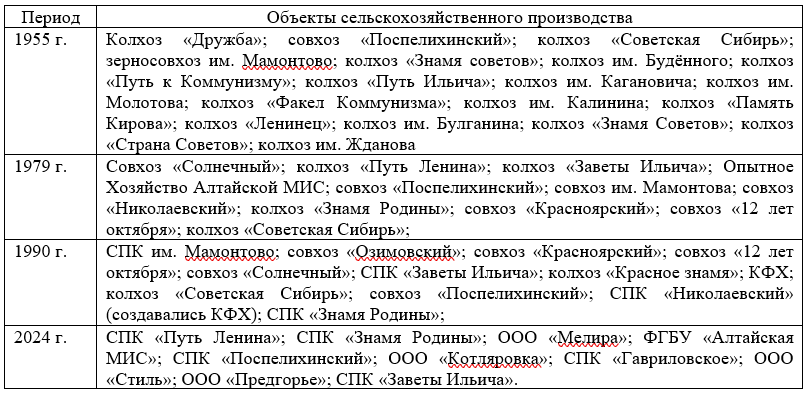 Период Объекты сельскохозяйственного производства
1955 г. Колхоз «Дружба»; совхоз «Поспелихинский»; колхоз «Советская Сибирь»;
зерносовхоз им. Мамонтово; колхоз «Знамя советов»; колхоз им. Будённого; колхоз
«Путь к Коммунизму»; колхоз «Путь Ильича»; колхоз им. Кагановича; колхоз им.
Молотова; колхоз «Факел Коммунизма»; колхоз им. Калинина; колхоз «Память
Кирова»; колхоз «Ленинец»; колхоз им. Булганина; колхоз «Знамя Советов»; колхоз
«Страна Советов»; колхоз им. Жданова
1979 г. Совхоз «Солнечный»; колхоз «Путь Ленина»; колхоз «Заветы Ильича»; Опытное
Хозяйство Алтайской МИС; совхоз «Поспелихинский»; совхоз им. Мамонтова; совхоз
«Николаевский»; колхоз «Знамя Родины»; совхоз «Красноярский»; совхоз «12 лет
октября»; колхоз «Советская Сибирь»;
1990 г. СПК им. Мамонтово; совхоз «Озимовский»; совхоз «Красноярский»; совхоз «12 лет
октября»; совхоз «Солнечный»; СПК «Заветы Ильича»; колхоз «Красное знамя»; КФХ;
колхоз «Советская Сибирь»; совхоз «Поспелихинский»; СПК «Николаевский»
(создавались КФХ); СПК «Знамя Родины»;
2024 г. СПК «Путь Ленина»; СПК «Знамя Родины»; ООО «Мелира»; ФГБУ «Алтайская
МИС»; СПК «Поспелихинский»; ООО «Котляровка»; СПК «Гавриловское»; ООО
«Стиль»; ООО «Предгорье»; СПК «Заветы Ильича».